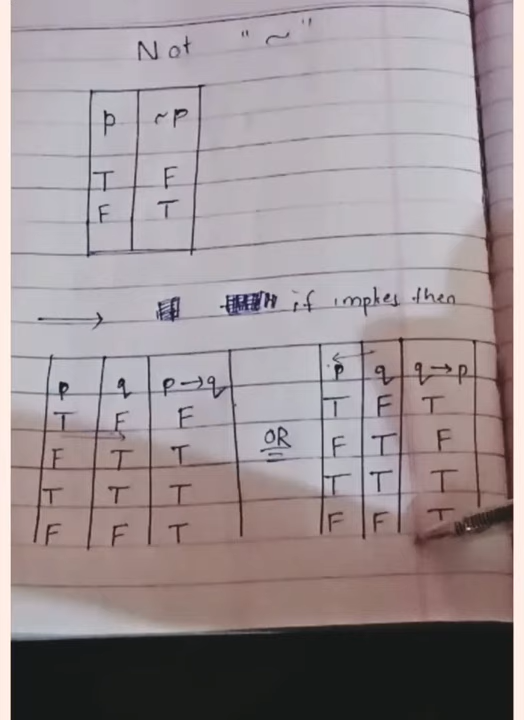 Not "~"
p ~p
T F
F T
→ if implies then
p q p→q p q q→p
T F F T F T
F T T OR F T F
T T T T T T
F F T F F T